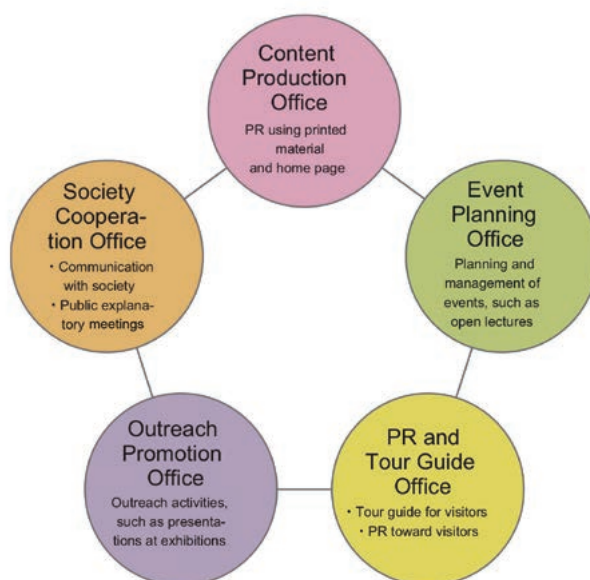 Content
Production
Office
PR using printed
material
and home page
Society
Coopera-
tion Office
• Communication
with society
• Public explana-
tory meetings
Event
Planning
Office
Planning and
management of
events, such as
open lectures
Outreach
Promotion
Office
Outreach activities,
such as presenta-
tions at exhibitions
PR and
Tour Guide
Office
• Tour guide for
visitors
• PR toward visitors